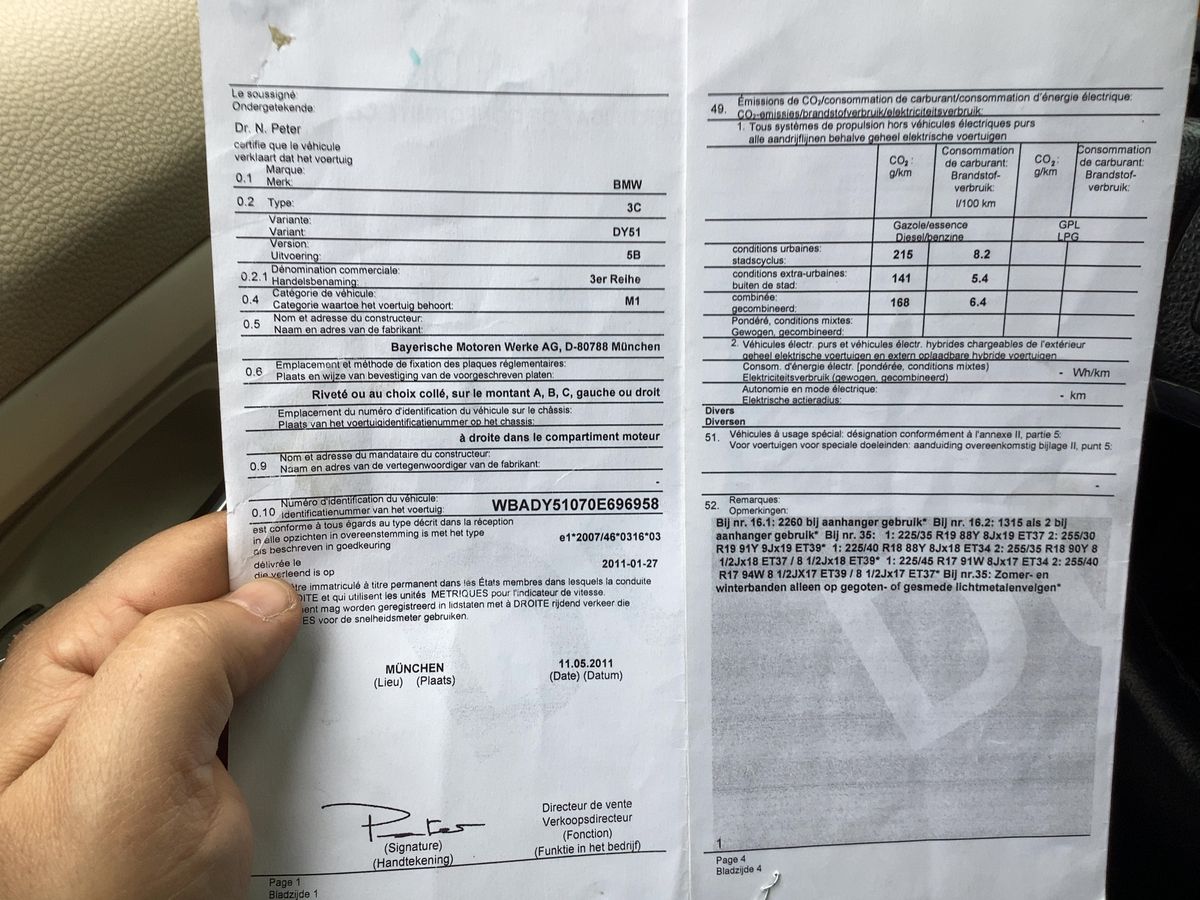 Le soussigné:
Ondergetekende:
Dr. N. Peter
certifie que le véhicule
verklaart dat het voertuig
0.1 Marque:
Merk: BMW
0.2 Type: 3C
Variante:
Variant: DY51
Version:
Uitvoering: 5B
0.2.1 Dénomination commerciale:
Handelsbenaming: 3er Reihe
0.4 Catégorie de véhicule:
Categorie waartoe het voertuig behoort: M1
0.5 Nom et adresse du constructeur:
Naam en adres van de fabrikant:
Bayerische Motoren Werke AG, D-80788 München
0.6 Emplacement et méthode de fixation des plaques réglementaires:
Plaats en wijze van bevestiging van de voorgeschreven platen:
Riveté ou au choix collé, sur le montant A, B, C, gauche ou droit
Emplacement du numéro d'identification du véhicule sur le châssis:
Plaats van het voertuigidentificatienummer op het chassis:
à droite dans le compartiment moteur
0.9 Nom et adresse du mandataire du constructeur:
Naam en adres van de vertegenwoordiger van de fabrikant:
-
0.10 Numéro d'identification du véhicule:
Identificatienummer van het voertuig: WBADY51070E696958
est conforme à tous égards au type décrit dans la réception
in alle opzichten in overeenstemming is met het type e1*2007/46*0316*03
als beschreven in goedkeuring
délivrée le 2011-01-27
die verleend is op
être immatriculé à titre permanent dans les États membres dans lesquels la conduite
OITE et qui utilisent les unités METRIQUES pour l'indicateur de vitesse.
ent mag worden geregistreerd in lidstaten met à DROITE rijdend verkeer die
ES voor de snelheidsmeter gebruiken.
MÜNCHEN 11.05.2011
(Lieu) (Plaats) (Date) (Datum)
Peter
(Signature)
(Handtekening)
Directeur de vente
Verkoopsdirecteur
(Fonction)
(Funktie in het bedrijf)
Page 1
Bladzijde 1
49. Émissions de CO₂/consommation de carburant/consommation d'énergie électrique:
CO₂-emissies/brandstofverbruik/elektriciteitsverbruik:
1. Tous systèmes de propulsion hors véhicules électriques purs
alle aandrijflijnen behalve geheel elektrische voertuigen
CO₂: g/km Consommation de carburant: Brandstof-verbruik: l/100 km CO₂: g/km Consommation de carburant: Brandstof-verbruik:
Gazole/essence GPL
Diesel/benzine LPG
conditions urbaines:
stadscyclus: 215 8.2
conditions extra-urbaines:
buiten de stad: 141 5.4
combinée:
gecombineerd: 168 6.4
Pondéré, conditions mixtes:
Gewogen, gecombineerd:
2. Véhicules électr. purs et véhicules électr. hybrides chargeables de l'extérieur
geheel elektrische voertuigen en extern oplaadbare hybride voertuigen
Consom. d'énergie électr. [pondérée, conditions mixtes)
Elektriciteitsverbruik (gewogen, gecombineerd) - Wh/km
Autonomie en mode électrique:
Elektrische actieradius: - km
Divers
Diversen
51. Véhicules à usage spécial: désignation conformément à l'annexe II, partie 5:
Voor voertuigen voor speciale doeleinden: aanduiding overeenkomstig bijlage II, punt 5:
-
52. Remarques:
Opmerkingen:
Bij nr. 16.1: 2260 bij aanhanger gebruik* Bij nr. 16.2: 1315 als 2 bij
aanhanger gebruik* Bij nr. 35: 1: 225/35 R19 88Y 8Jx19 ET37 2: 255/30
R19 91Y 9Jx19 ET39* 1: 225/40 R18 88Y 8Jx18 ET34 2: 255/35 R18 90Y 8
1/2Jx18 ET37 / 8 1/2Jx18 ET39* 1: 225/45 R17 91W 8Jx17 ET34 2: 255/40
R17 94W 8 1/2JX17 ET39 / 8 1/2Jx17 ET37* Bij nr.35: Zomer- en
winterbanden alleen op gegoten- of gesmede lichtmetalenvelgen*
1
Page 4
Bladzijde 4